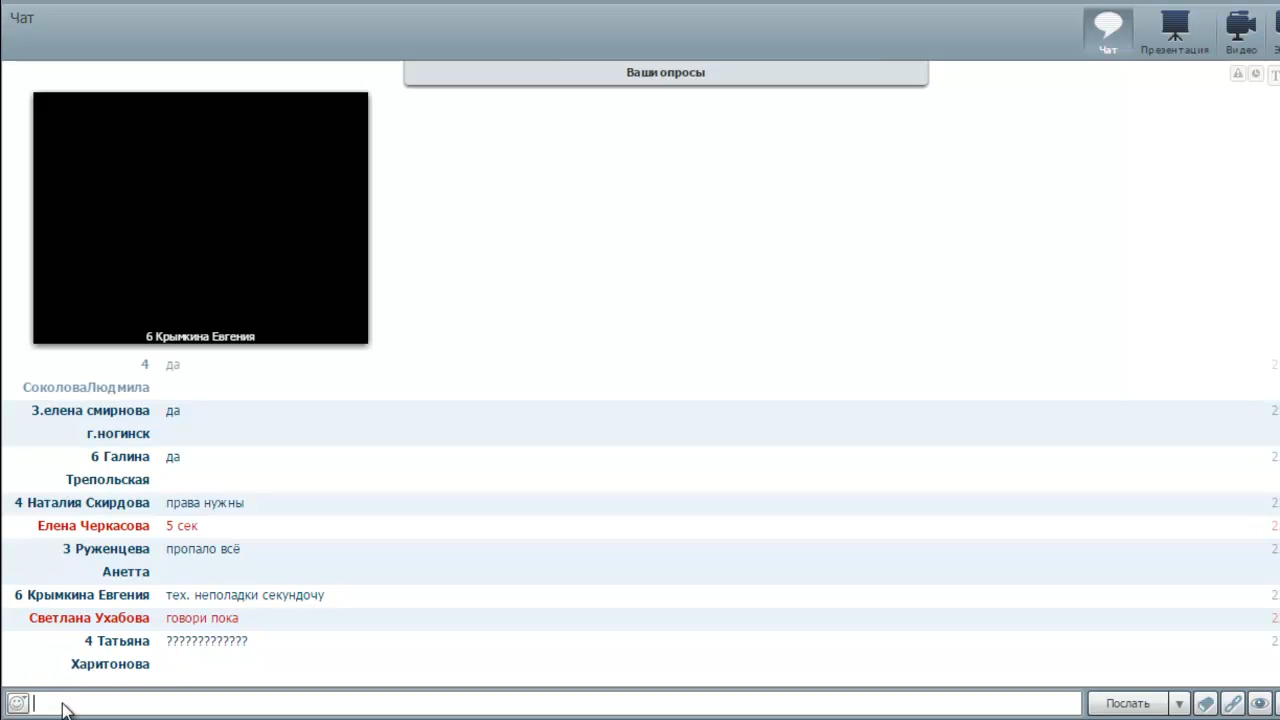 Чат
Чат Презентация Видео
Ваши опросы
6 Крымкина Евгения
4 да
СоколоваЛюдмила
3.елена смирнова да
г.ногинск
6 Галина да
Трепольская
4 Наталия Скирдова права нужны
Елена Черкасова 5 сек
3 Руженцева пропало всё
Анетта
6 Крымкина Евгения тех. неполадки секундочу
Светлана Ухабова говори пока
4 Татьяна ?????????????
Харитонова
Послать